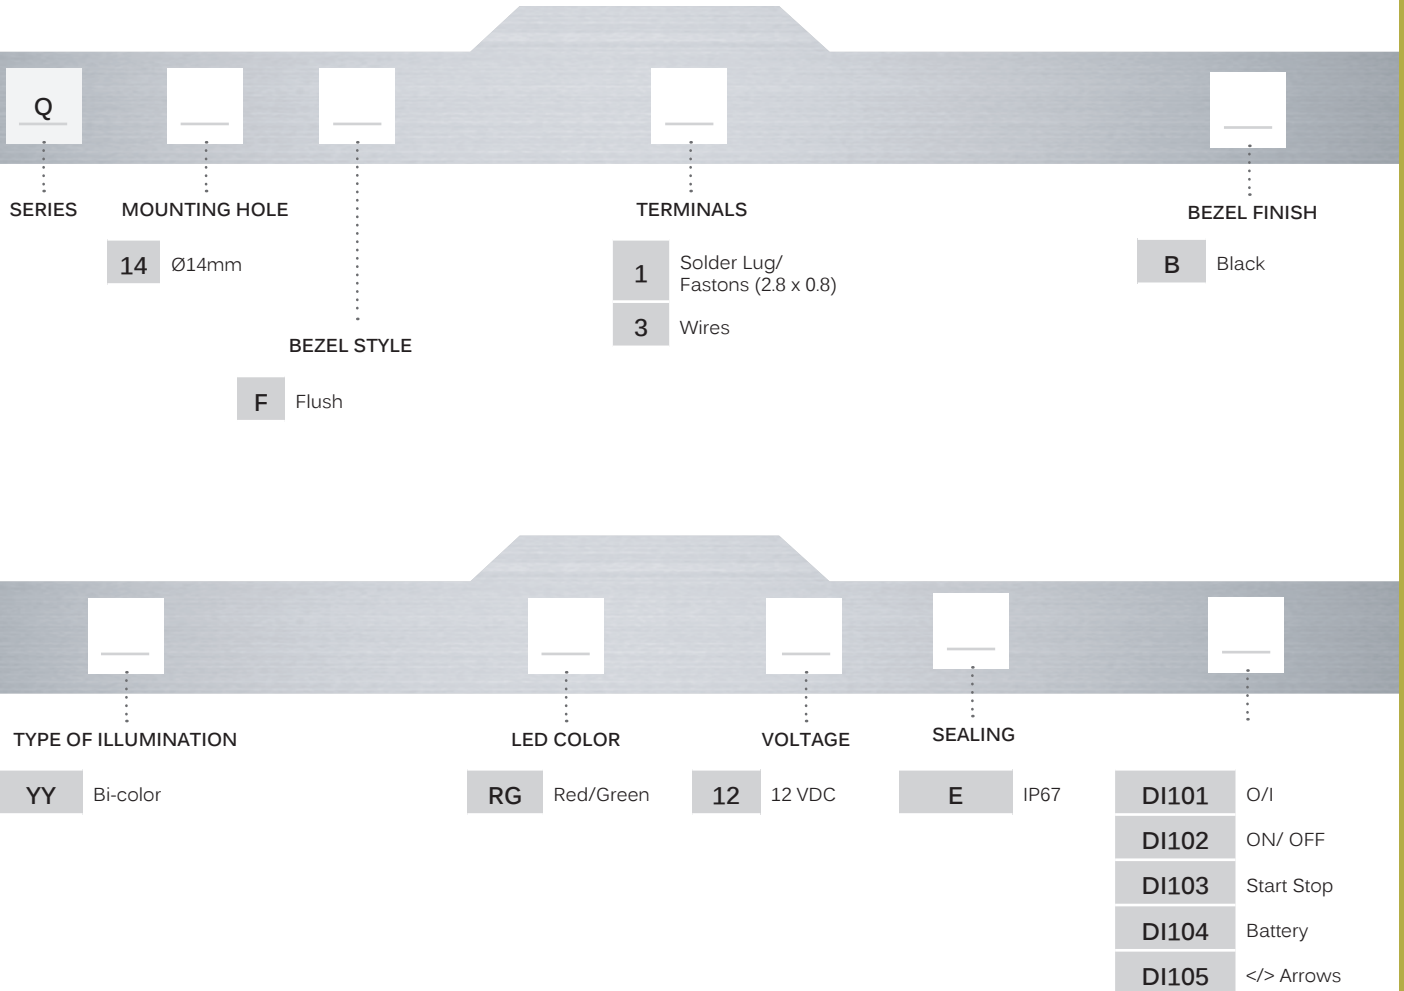 Q
SERIES
MOUNTING HOLE
TERMINALS
BEZEL FINISH
14 Ø14mm
1 Solder Lug/
Fastons (2.8 x 0.8)
3 Wires
B Black
BEZEL STYLE
F Flush
TYPE OF ILLUMINATION
LED COLOR
VOLTAGE
SEALING
YY Bi-color
RG Red/Green
12 12 VDC
E IP67
DI101 O/I
DI102 ON/ OFF
DI103 Start Stop
DI104 Battery
DI105 </> Arrows